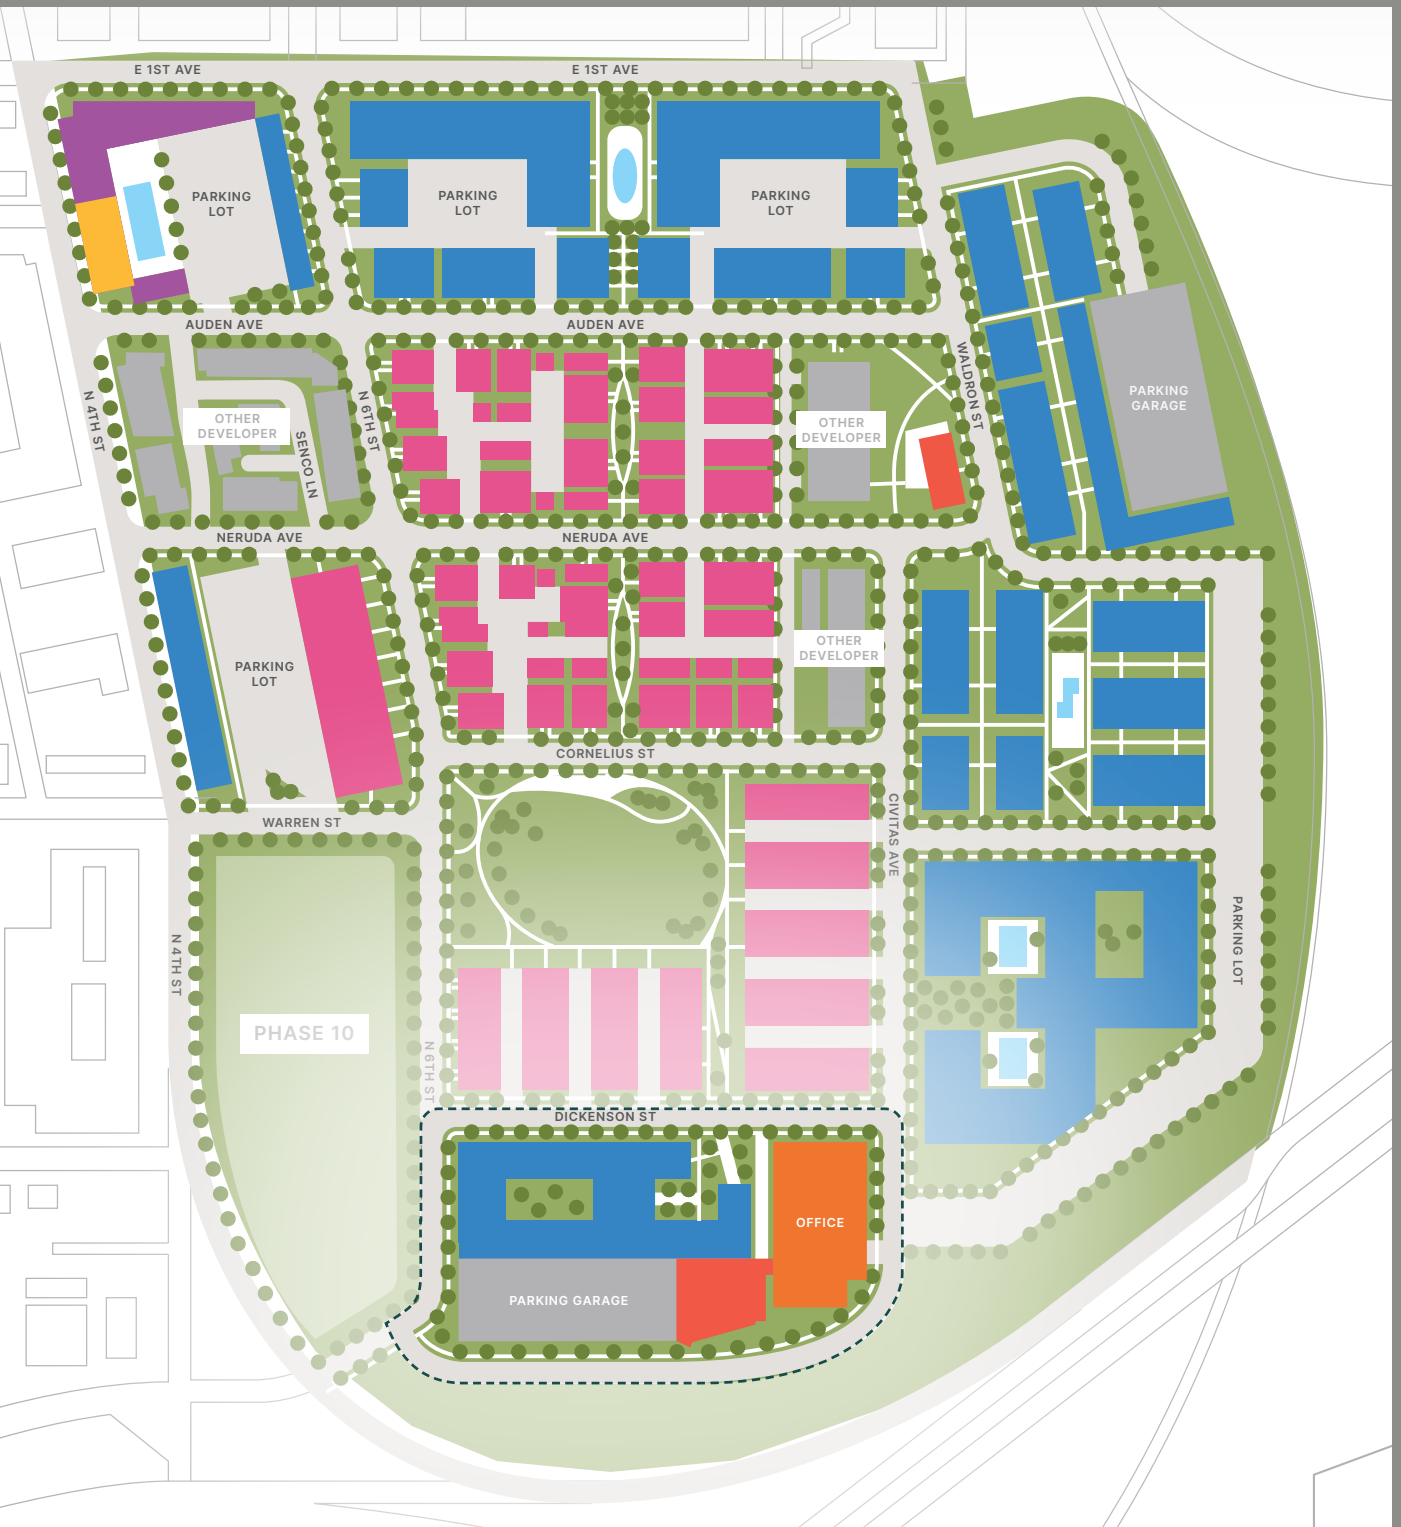 E 1ST AVE
E 1ST AVE
PARKING
LOT
PARKING
LOT
PARKING
LOT
AUDEN AVE
AUDEN AVE
N 4TH ST
OTHER
DEVELOPER
SENCO LN
N 6TH ST
OTHER
DEVELOPER
WALDRON ST
PARKING
GARAGE
NERUDA AVE
NERUDA AVE
PARKING
LOT
OTHER
DEVELOPER
CORNELIUS ST
WARREN ST
CIVITAS AVE
N 4TH ST
PARKING LOT
PHASE 10
N 6TH ST
DICKENSON ST
OFFICE
PARKING GARAGE